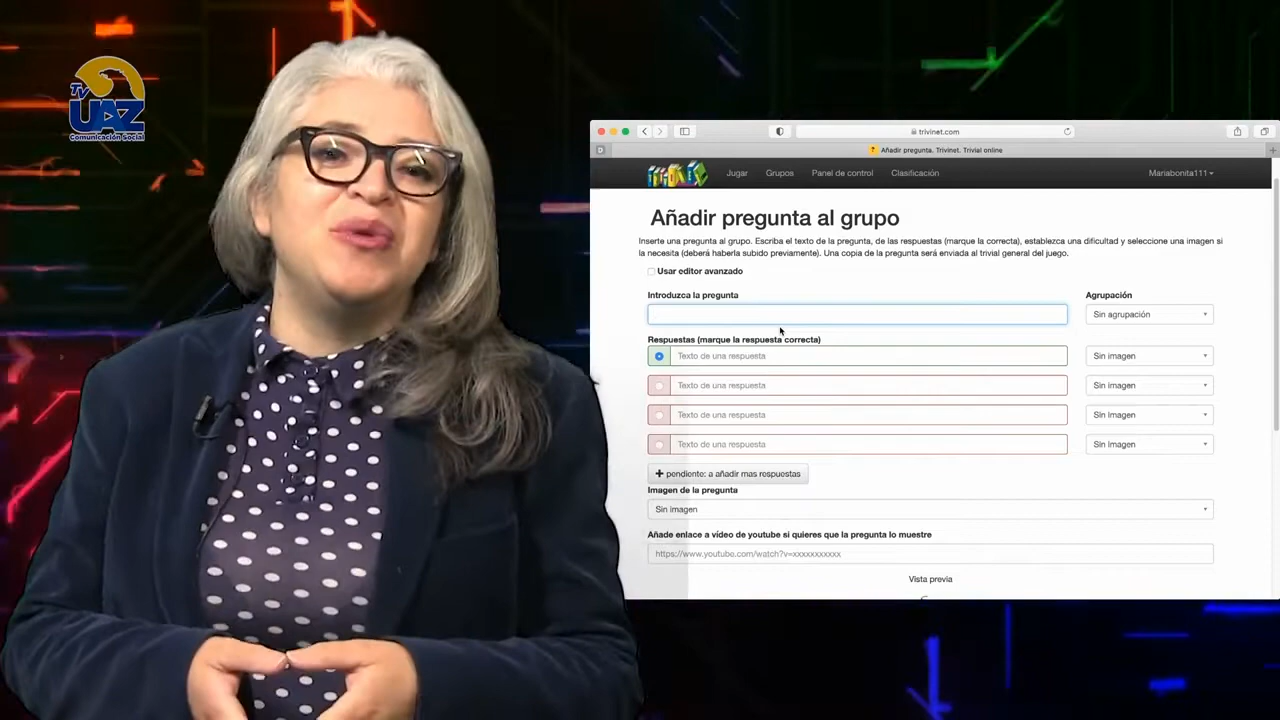 TV
UAZ
Comunicación Social
trivinet.com
Añadir pregunta. Trivinet. Trivial online
Jugar
Grupos
Panel de control
Clasificación
Mariabonita111
Añadir pregunta al grupo
Inserte una pregunta al grupo. Escriba el texto de la pregunta, de las respuestas (marque la correcta), establezca una dificultad y seleccione una imagen si
la necesita (deberá haberla subido previamente). Una copia de la pregunta será enviada al trivial general del juego.
Usar editor avanzado
Introduzca la pregunta
Agrupación
Sin agrupación
Respuestas (marque la respuesta correcta)
Texto de una respuesta
Sin imagen
Texto de una respuesta
Sin imagen
Texto de una respuesta
Sin imagen
Texto de una respuesta
Sin imagen
+ pendiente: a añadir mas respuestas
Imagen de la pregunta
Sin imagen
Añade enlace a vídeo de youtube si quieres que la pregunta lo muestre
https://www.youtube.com/watch?v=xxxxxxxxxxx
Vista previa